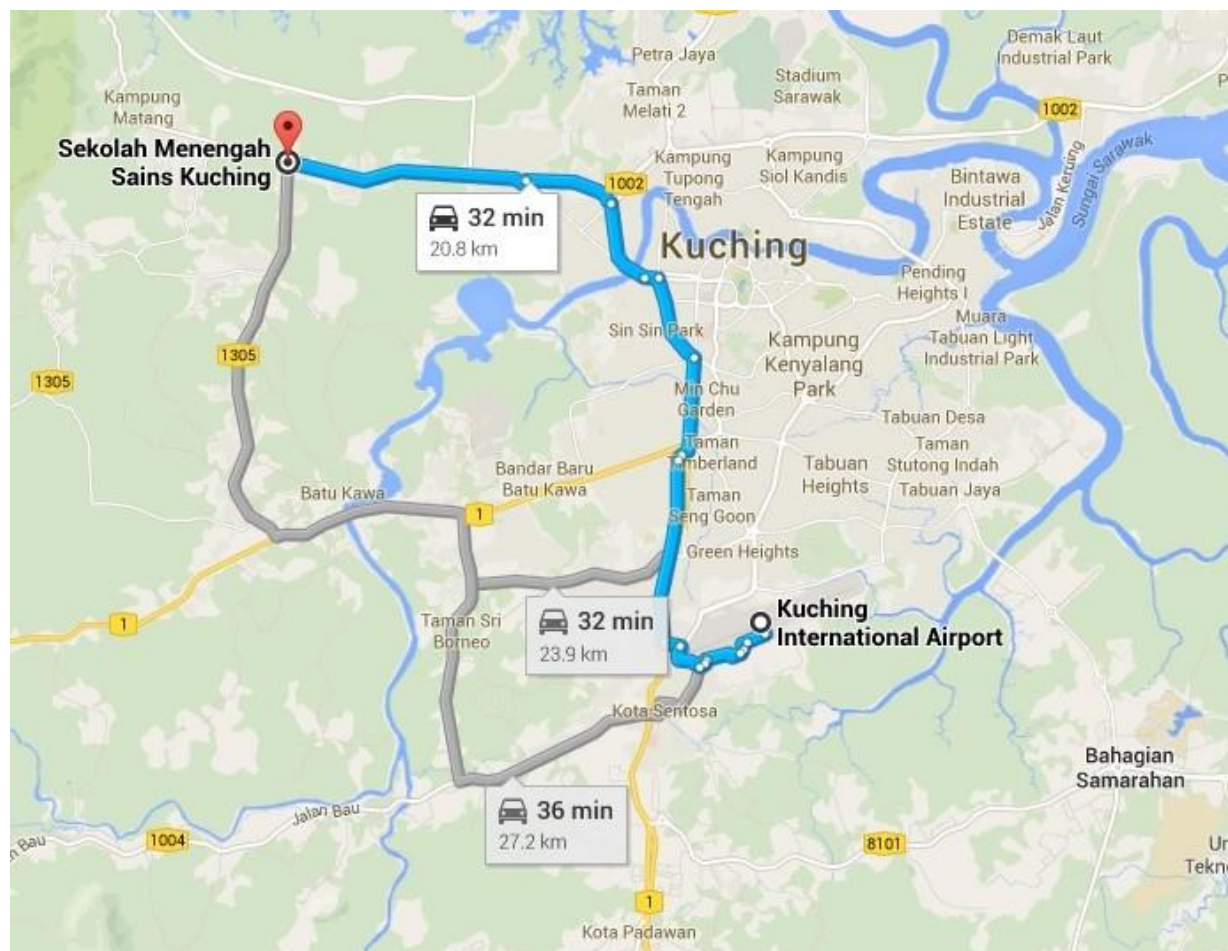 Petra Jaya
Demak Laut
Industrial Park
Stadium
Sarawak
Kampung
Matang
Taman
Melati 2
1002
Sekolah Menengah
Sains Kuching
1002
Kampung
Tupong
Tengah
Kampung
Siol Kandis
Bintawa
Industrial
Estate
Jalan Keruing
Sungai Sarawak
32 min
20.8 km
Kuching
Pending
Heights I
Muara
Tabuan Light
Industrial Park
Sin Sin Park
Kampung
Kenyalang
Park
1305
1305
Min Chu
Garden
Tabuan Desa
Taman
Timberland
Taman
Stutong Indah
Tabuan
Heights
Tabuan Jaya
Bandar Baru
Batu Kawa
Batu Kawa
Taman
Seng Goon
1
Green Heights
Kuching
International Airport
Taman Sri
Borneo
32 min
23.9 km
1
Kota Sentosa
Bahagian
Samarahan
36 min
27.2 km
Jalan Bau
1004
Bau
8101
Un
Tekno
1
Kota Padawan